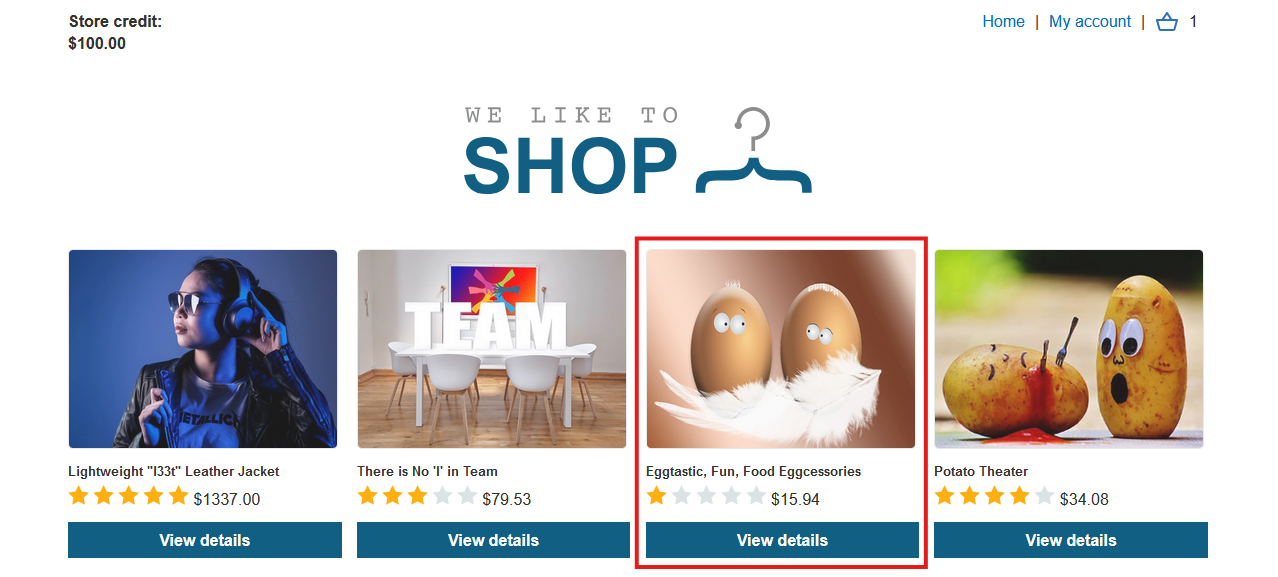 Store credit:
$100.00
Home | My account | 1
WE LIKE TO
SHOP
TEAM
METALLICA
Lightweight "l33t" Leather Jacket
There is No 'I' in Team
Eggtastic, Fun, Food Eggcessories
Potato Theater
$1337.00
$79.53
$15.94
$34.08
View details
View details
View details
View details